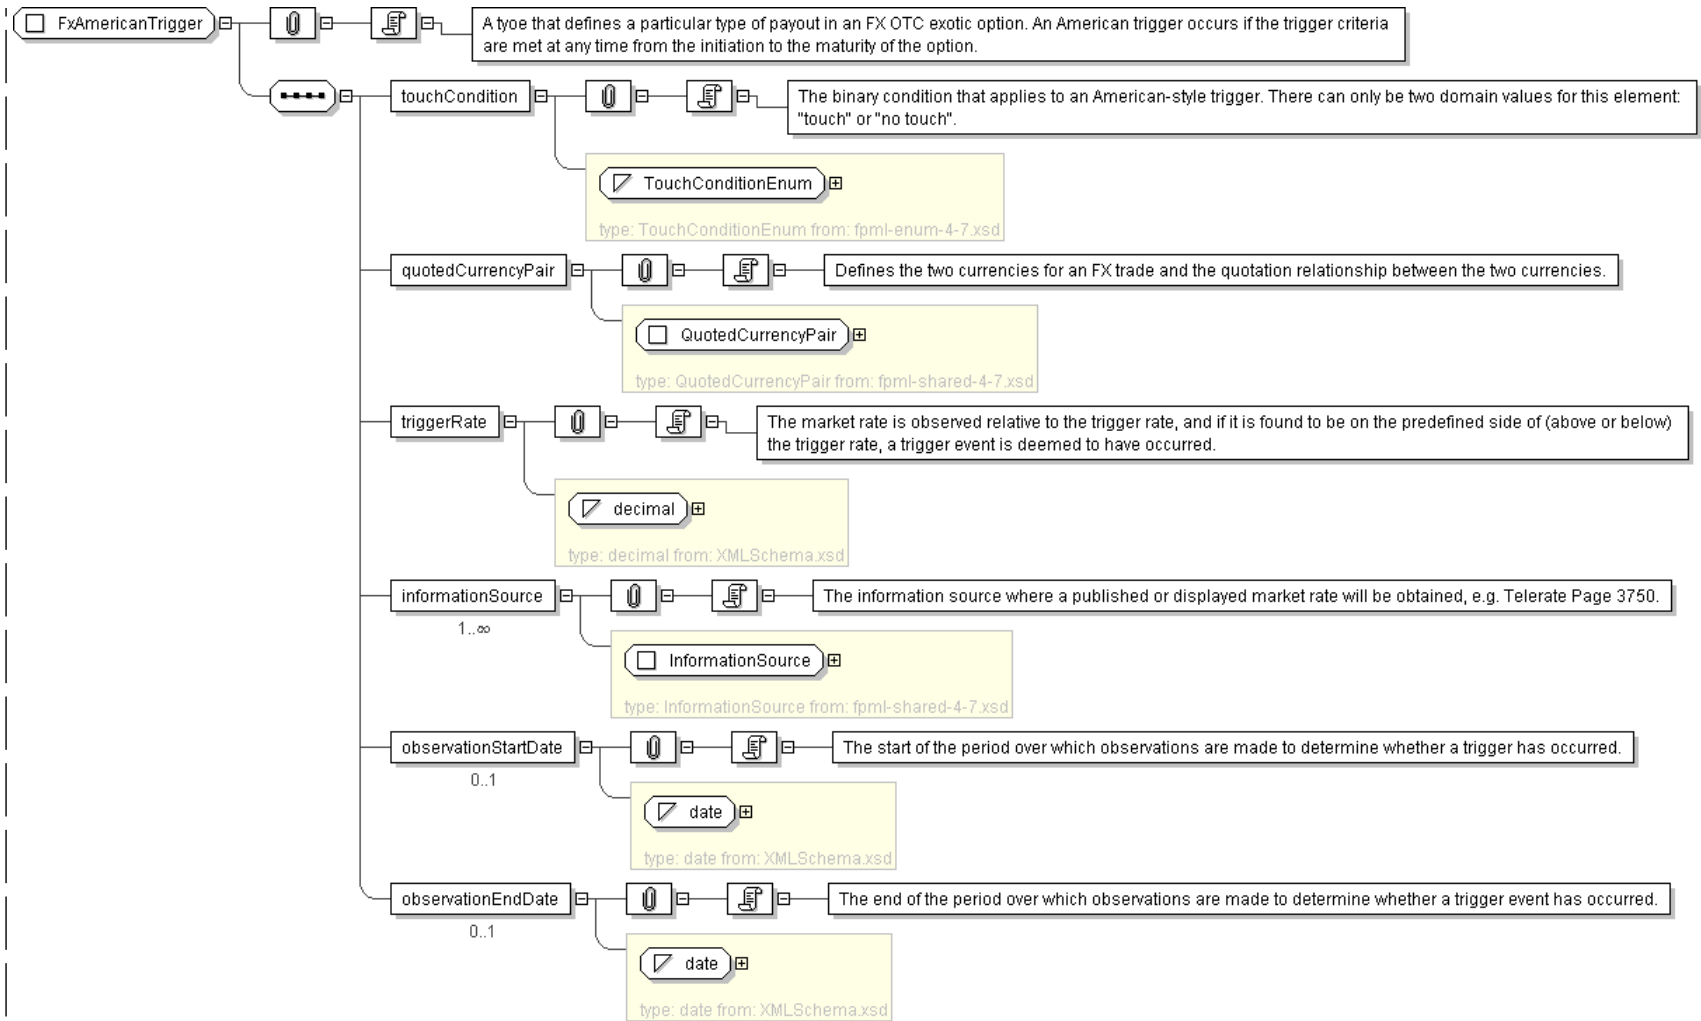 FxAmericanTrigger
A tyoe that defines a particular type of payout in an FX OTC exotic option. An American trigger occurs if the trigger criteria
are met at any time from the initiation to the maturity of the option.
touchCondition
The binary condition that applies to an American-style trigger. There can only be two domain values for this element:
"touch" or "no touch".
TouchConditionEnum
type: TouchConditionEnum from: fpml-enum-4-7.xsd
quotedCurrencyPair
Defines the two currencies for an FX trade and the quotation relationship between the two currencies.
QuotedCurrencyPair
type: QuotedCurrencyPair from: fpml-shared-4-7.xsd
triggerRate
The market rate is observed relative to the trigger rate, and if it is found to be on the predefined side of (above or below)
the trigger rate, a trigger event is deemed to have occurred.
decimal
type: decimal from: XMLSchema.xsd
informationSource
The information source where a published or displayed market rate will be obtained, e.g. Telerate Page 3750.
1..∞
InformationSource
type: InformationSource from: fpml-shared-4-7.xsd
observationStartDate
The start of the period over which observations are made to determine whether a trigger has occurred.
0..1
date
type: date from: XMLSchema.xsd
observationEndDate
The end of the period over which observations are made to determine whether a trigger event has occurred.
0..1
date
type: date from: XMLSchema.xsd